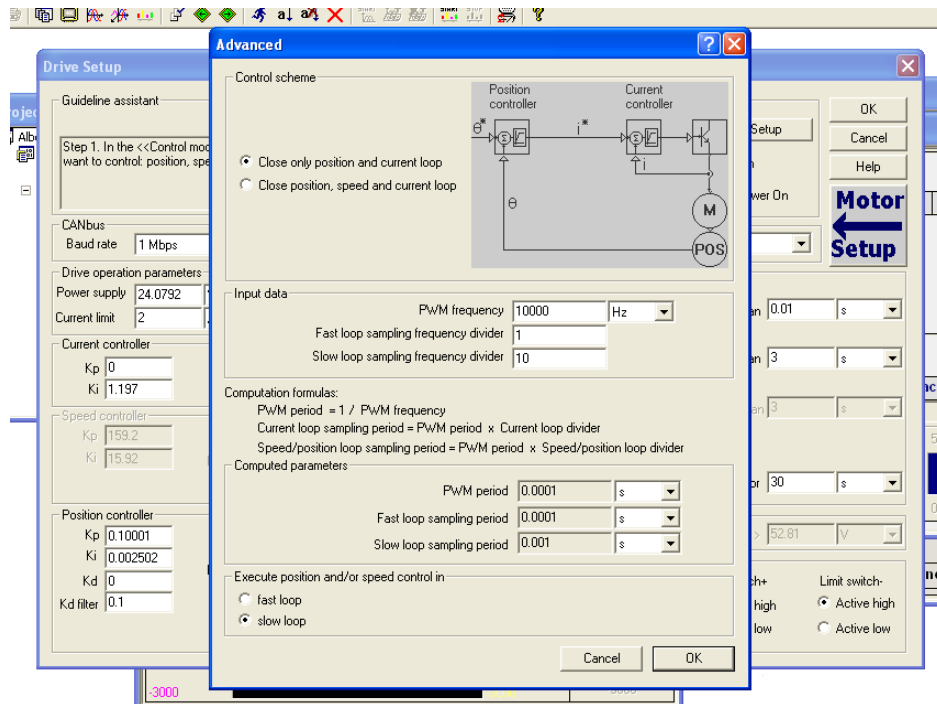 Advanced
Drive Setup
Guideline assistant
Step 1. In the <<Control
want to control: position,
CANbus
Baud rate 1 Mbps
Drive operation parameters
Power supply 24.0792
Current limit 2
Current controller
Kp 0
Ki 1.197
Speed controller
Kp 159.2
Ki 15.92
Position controller
Kp 0.10001
Ki 0.002502
Kd 0
Kd filter 0.1
Control scheme
Close only position and current loop
Close position, speed and current loop
Position
controller
Current
controller
θ*
i*
i
θ
M
POS
Input data
PWM frequency 10000 Hz
Fast loop sampling frequency divider 1
Slow loop sampling frequency divider 10
Computation formulas:
PWM period = 1 / PWM frequency
Current loop sampling period = PWM period x Current loop divider
Speed/position loop sampling period = PWM period x Speed/position loop divider
Computed parameters
PWM period 0.0001 s
Fast loop sampling period 0.0001 s
Slow loop sampling period 0.001 s
Execute position and/or speed control in
fast loop
slow loop
Cancel OK
Setup
OK
Cancel
Help
Motor
Setup
0.01 s
3 s
3 s
30 s
52.81 V
Limit switch-
high Active high
low Active low
-3000